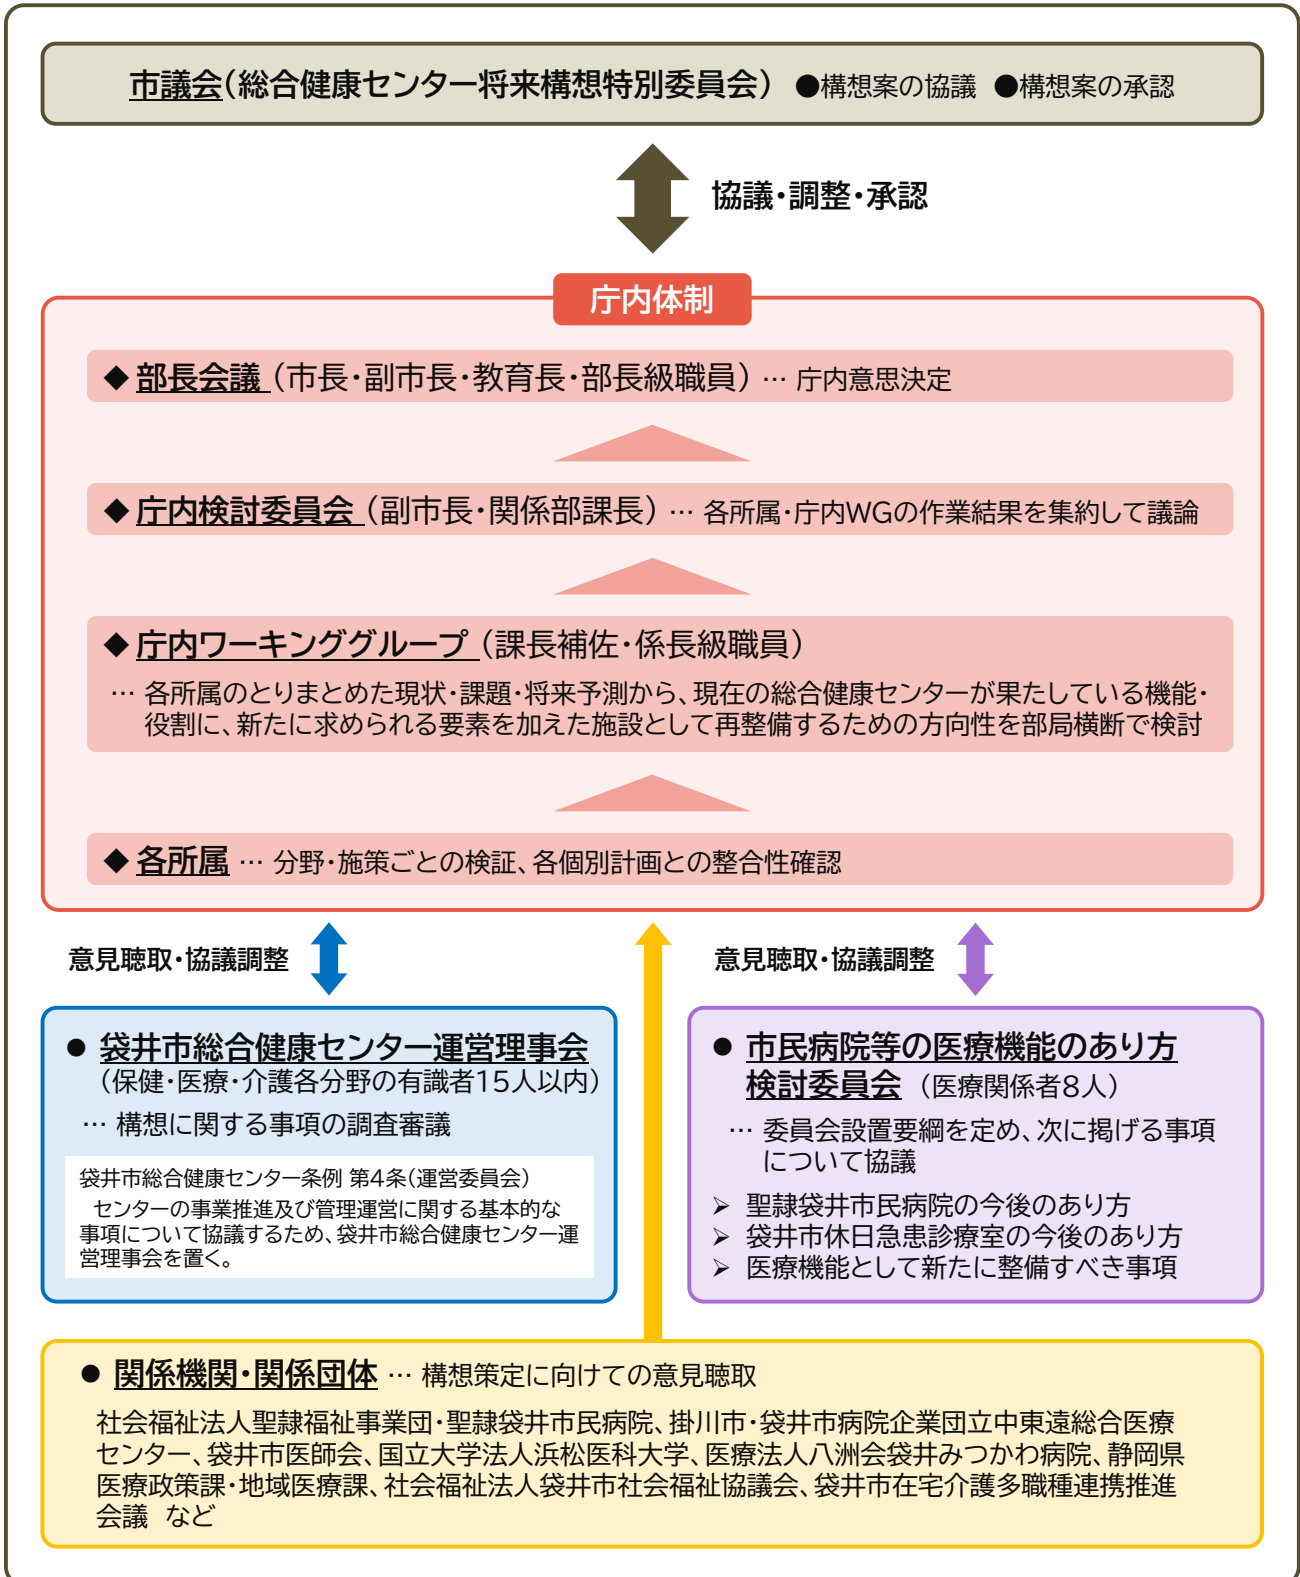 市議会(総合健康センター将来構想特別委員会) ●構想案の協議 ●構想案の承認
協議・調整・承認
庁内体制
◆ 部長会議 (市長・副市長・教育長・部長級職員) … 庁内意思決定
◆ 庁内検討委員会 (副市長・関係部課長) … 各所属・庁内WGの作業結果を集約して議論
◆ 庁内ワーキンググループ (課長補佐・係長級職員)
… 各所属のとりまとめた現状・課題・将来予測から、現在の総合健康センターが果たしている機能・
役割に、新たに求められる要素を加えた施設として再整備するための方向性を部局横断で検討
◆ 各所属 … 分野・施策ごとの検証、各個別計画との整合性確認
意見聴取・協議調整
意見聴取・協議調整
● 袋井市総合健康センター運営理事会
(保健・医療・介護各分野の有識者15人以内)
… 構想に関する事項の調査審議
袋井市総合健康センター条例 第4条(運営委員会)
センターの事業推進及び管理運営に関する基本的な
事項について協議するため、袋井市総合健康センター運
営理事会を置く。
● 市民病院等の医療機能のあり方
検討委員会 (医療関係者8人)
… 委員会設置要綱を定め、次に掲げる事項
について協議
➢ 聖隷袋井市民病院の今後のあり方
➢ 袋井市休日急患診療室の今後のあり方
➢ 医療機能として新たに整備すべき事項
● 関係機関・関係団体 … 構想策定に向けての意見聴取
社会福祉法人聖隷福祉事業団・聖隷袋井市民病院、掛川市・袋井市病院企業団立中東遠総合医療
センター、袋井市医師会、国立大学法人浜松医科大学、医療法人八洲会袋井みつかわ病院、静岡県
医療政策課・地域医療課、社会福祉法人袋井市社会福祉協議会、袋井市在宅介護多職種連携推進
会議 など